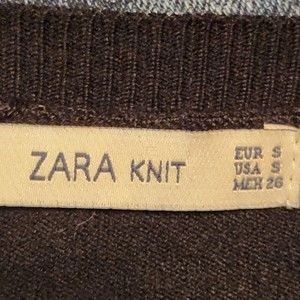 ZARA KNIT
EUR S
USA S
MEX 26